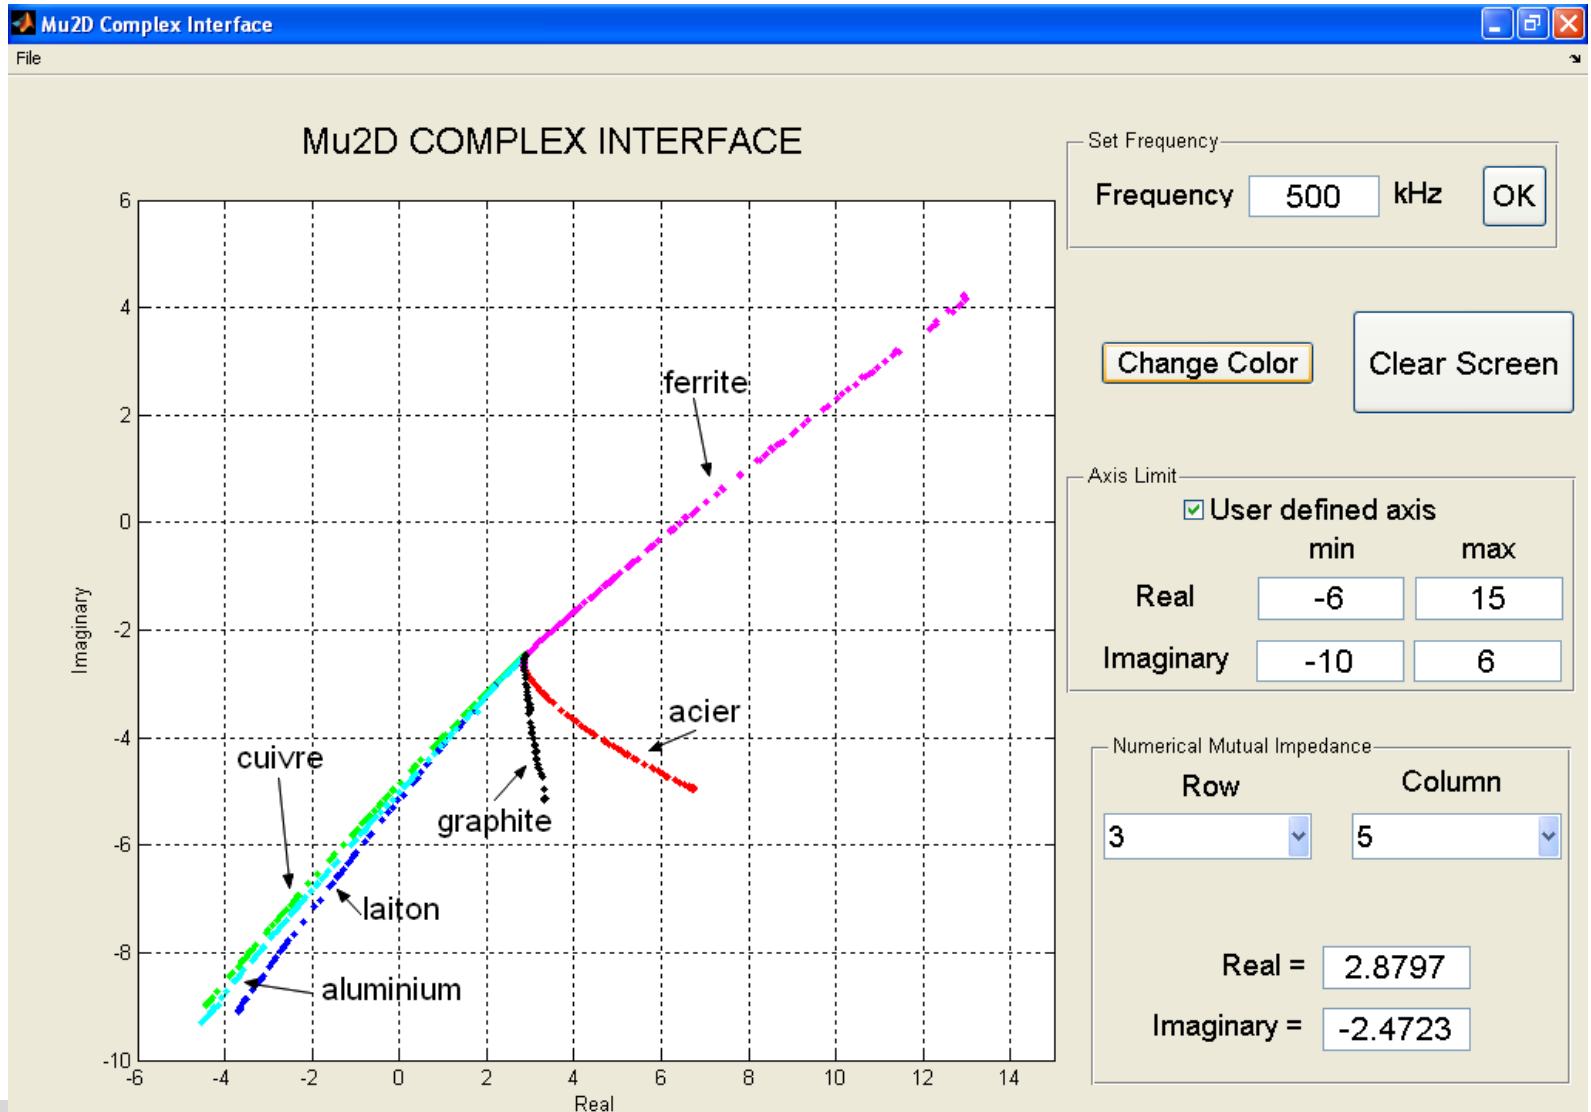 Mu2D Complex Interface
File
Mu2D COMPLEX INTERFACE
6
4
2
0
-2
-4
-6
-8
-10
-6
-4
-2
0
2
4
6
8
10
12
14
Imaginary
Real
ferrite
acier
cuivre
graphite
laiton
aluminium
Set Frequency
Frequency 500 kHz OK
Change Color
Clear Screen
Axis Limit
User defined axis
min max
Real -6 15
Imaginary -10 6
Numerical Mutual Impedance
Row Column
3 5
Real = 2.8797
Imaginary = -2.4723